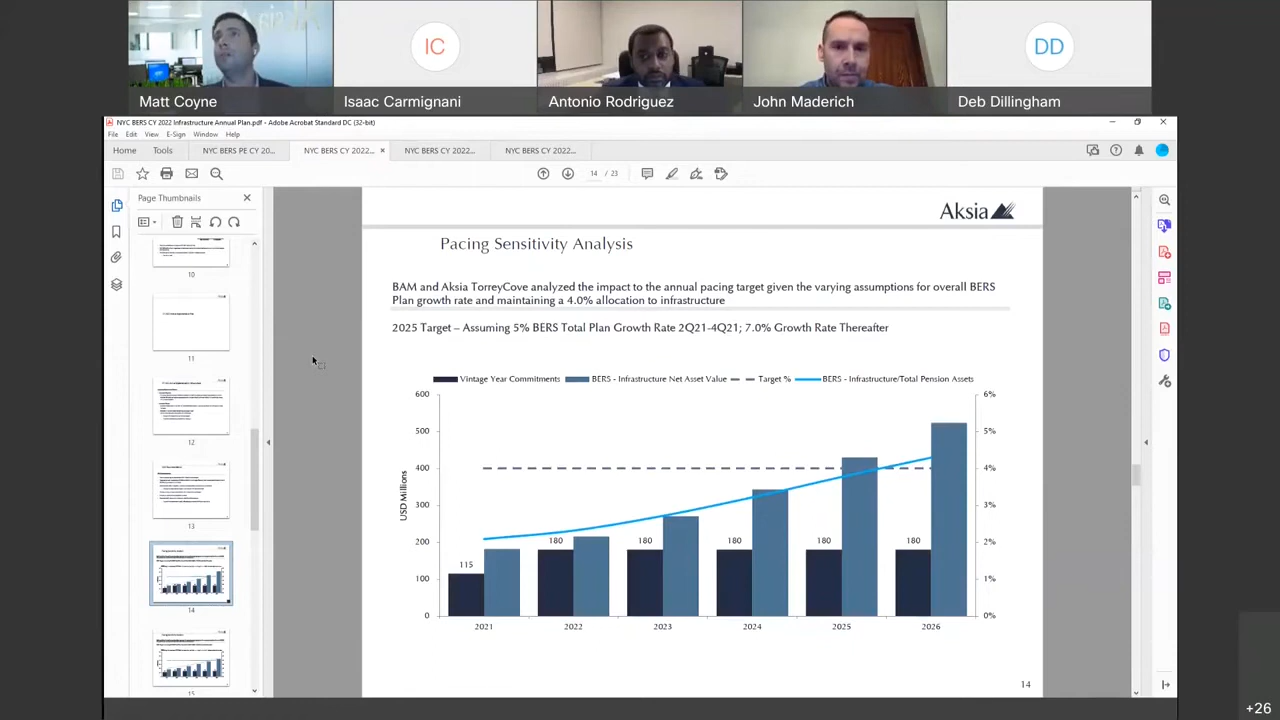 IC
DD
Matt Coyne
Isaac Carmignani
Antonio Rodriguez
John Maderich
Deb Dillingham
NYC BERS CY 2022 Infrastructure Annual Plan.pdf - Adobe Acrobat Standard DC (32-bit)
File Edit View E-Sign Window Help
Home Tools NYC BERS PE CY 20... NYC BERS CY 2022... NYC BERS CY 2022... NYC BERS CY 2022...
14 / 23
Page Thumbnails
10
11
12
13
14
15
Aksia
Pacing Sensitivity Analysis
BAM and Aksia TorreyCove analyzed the impact to the annual pacing target given the varying assumptions for overall BERS
Plan growth rate and maintaining a 4.0% allocation to infrastructure
2025 Target – Assuming 5% BERS Total Plan Growth Rate 2Q21-4Q21; 7.0% Growth Rate Thereafter
Vintage Year Commitments BERS - Infrastructure Net Asset Value Target % BERS - Infrastructure/Total Pension Assets
600 6%
500 5%
400 4%
300 3%
200 2%
100 1%
0 0%
USD Millions
115 180 180 180 180 180
2021 2022 2023 2024 2025 2026
14
+26